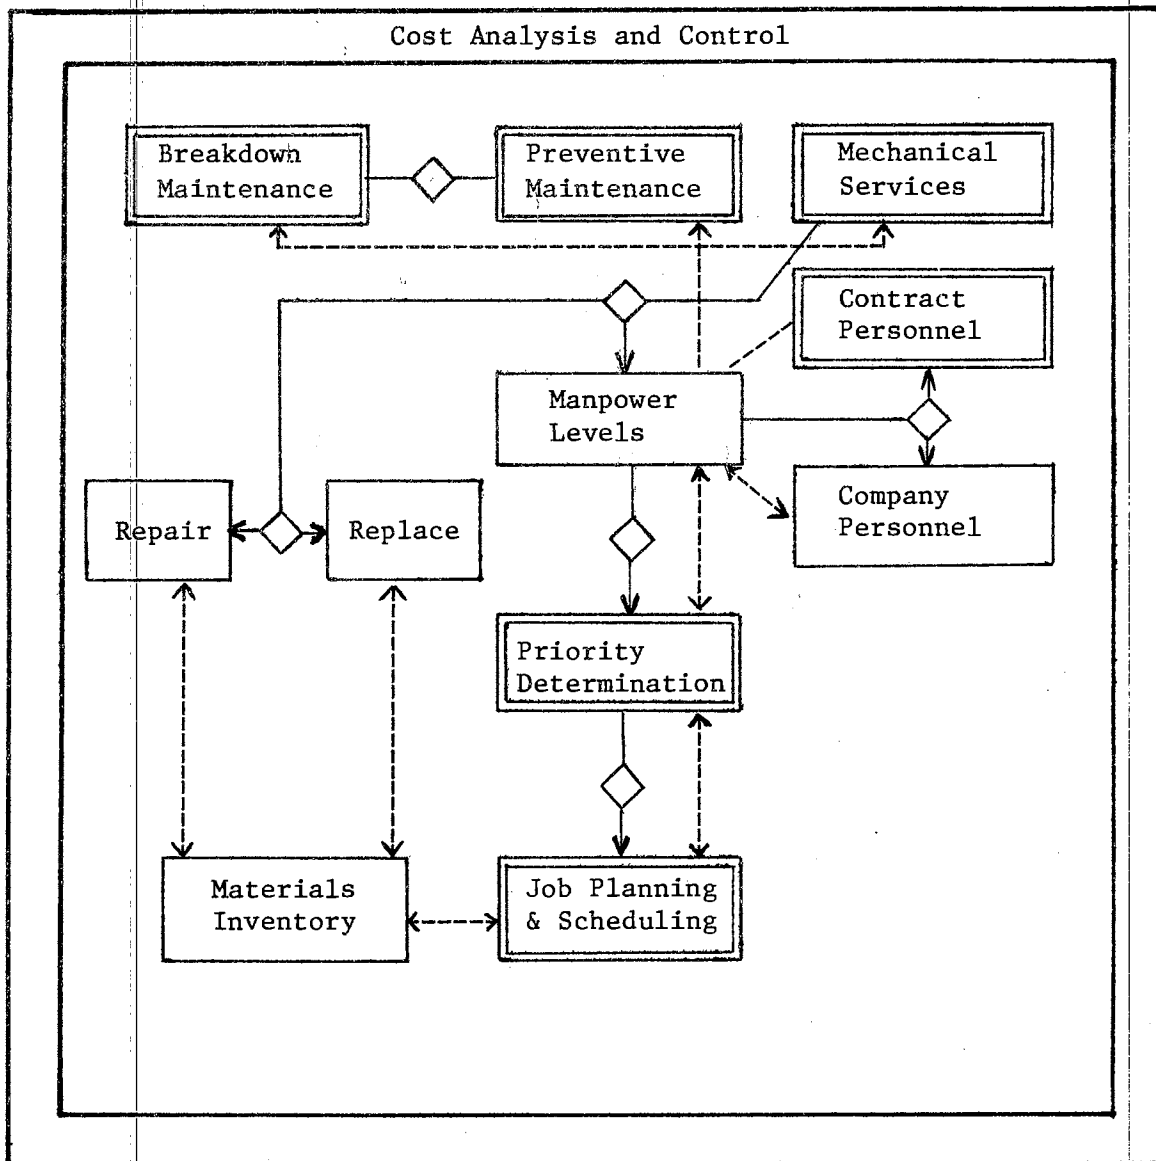 Cost Analysis and Control
Breakdown
Maintenance
Preventive
Maintenance
Mechanical
Services
Contract
Personnel
Manpower
Levels
Company
Personnel
Repair
Replace
Priority
Determination
Materials
Inventory
Job Planning
& Scheduling